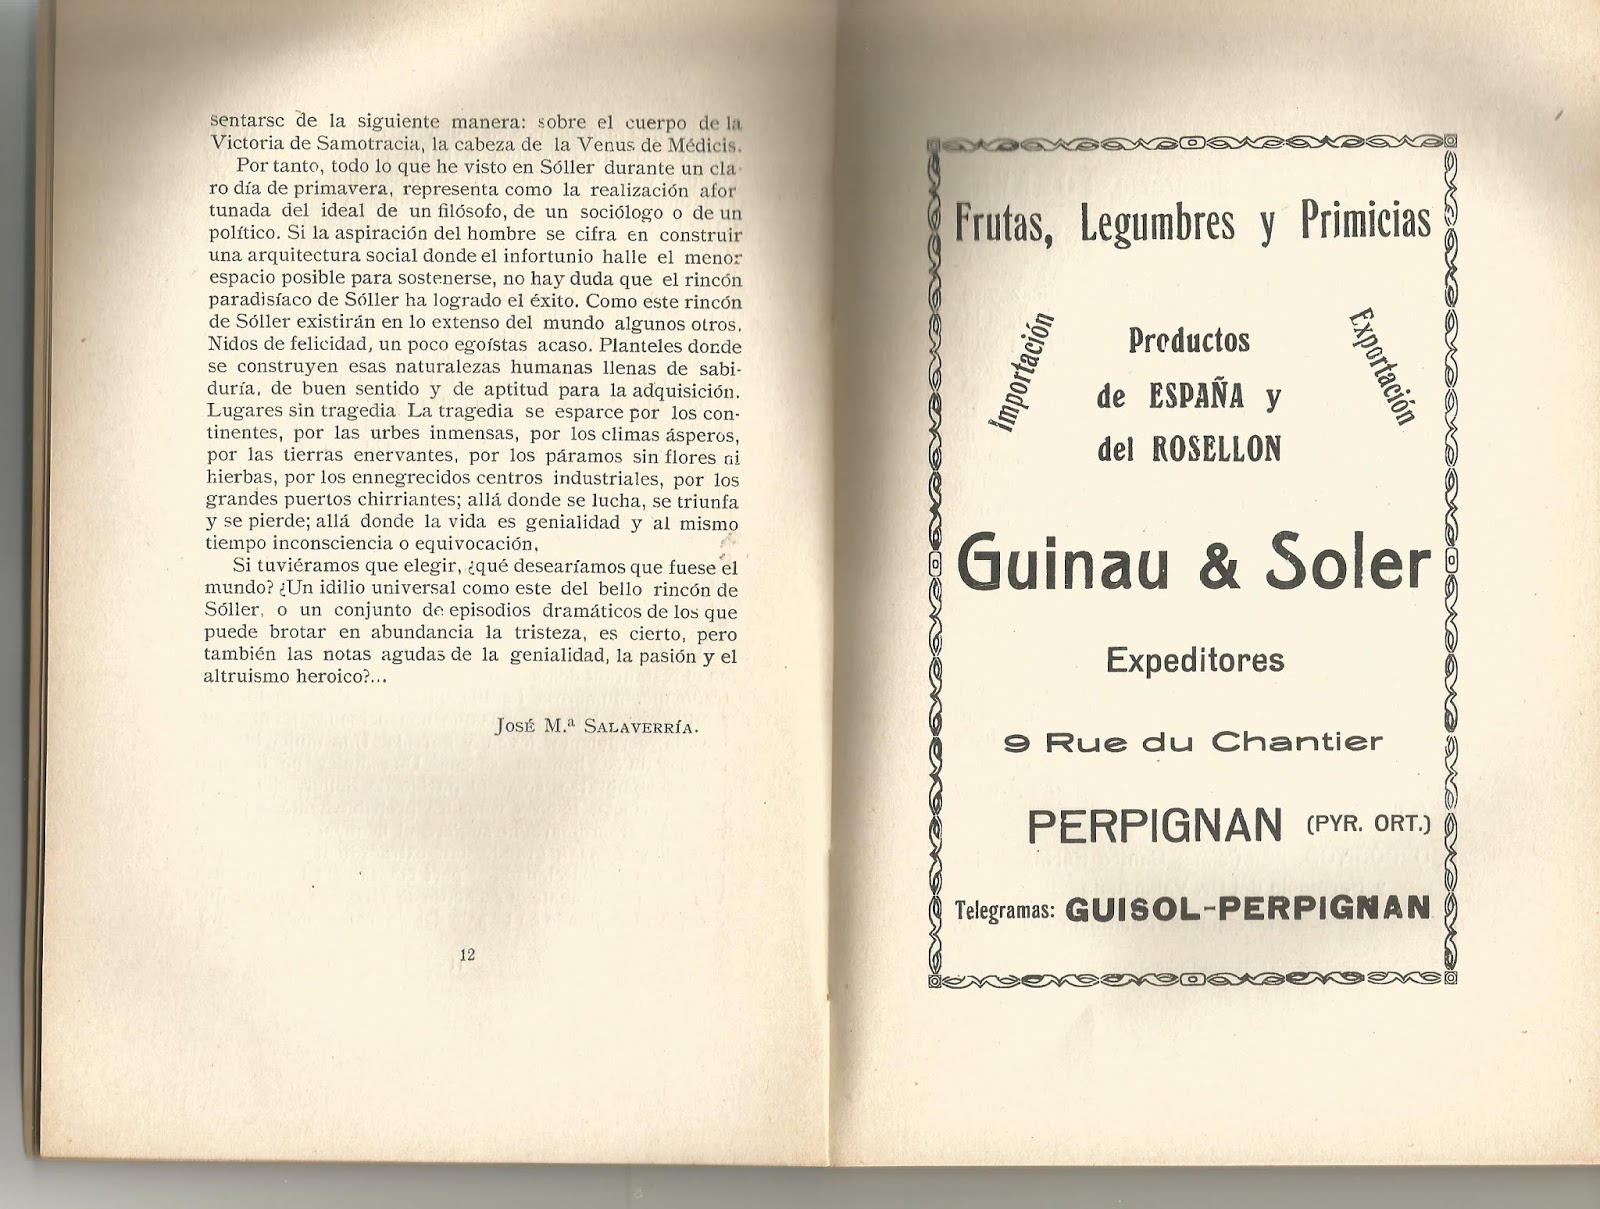 sentarse de la siguiente manera: sobre el cuerpo de la
Victoria de Samotracia, la cabeza de la Venus de Médicis.
Por tanto, todo lo que he visto en Sóller durante un cla-
ro día de primavera, representa como la realización afor
tunada del ideal de un filósofo, de un sociólogo o de un
político. Si la aspiración del hombre se cifra en construir
una arquitectura social donde el infortunio halle el menor
espacio posible para sostenerse, no hay duda que el rincón
paradisíaco de Sóller ha logrado el éxito. Como este rincón
de Sóller existirán en lo extenso del mundo algunos otros.
Nidos de felicidad, un poco egoístas acaso. Planteles donde
se construyen esas naturalezas humanas llenas de sabi-
duría, de buen sentido y de aptitud para la adquisición.
Lugares sin tragedia La tragedia se esparce por los con-
tinentes, por las urbes inmensas, por los climas ásperos,
por las tierras enervantes, por los páramos sin flores ni
hierbas, por los ennegrecidos centros industriales, por los
grandes puertos chirriantes; allá donde se lucha, se triunfa
y se pierde; allá donde la vida es genialidad y al mismo
tiempo inconsciencia o equivocación.
Si tuviéramos que elegir, ¿qué desearíamos que fuese el
mundo? ¿Un idilio universal como este del bello rincón de
Sóller, o un conjunto de episodios dramáticos de los que
puede brotar en abundancia la tristeza, es cierto, pero
también las notas agudas de la genialidad, la pasión y el
altruismo heroico?...
José M.ª Salaverría.
12
Frutas, Legumbres y Primicias
Importación
Productos
de ESPAÑA y
del ROSELLON
Exportación
Guinau & Soler
Expeditores
9 Rue du Chantier
PERPIGNAN (PYR. ORT.)
Telegramas: GUISOL-PERPIGNAN